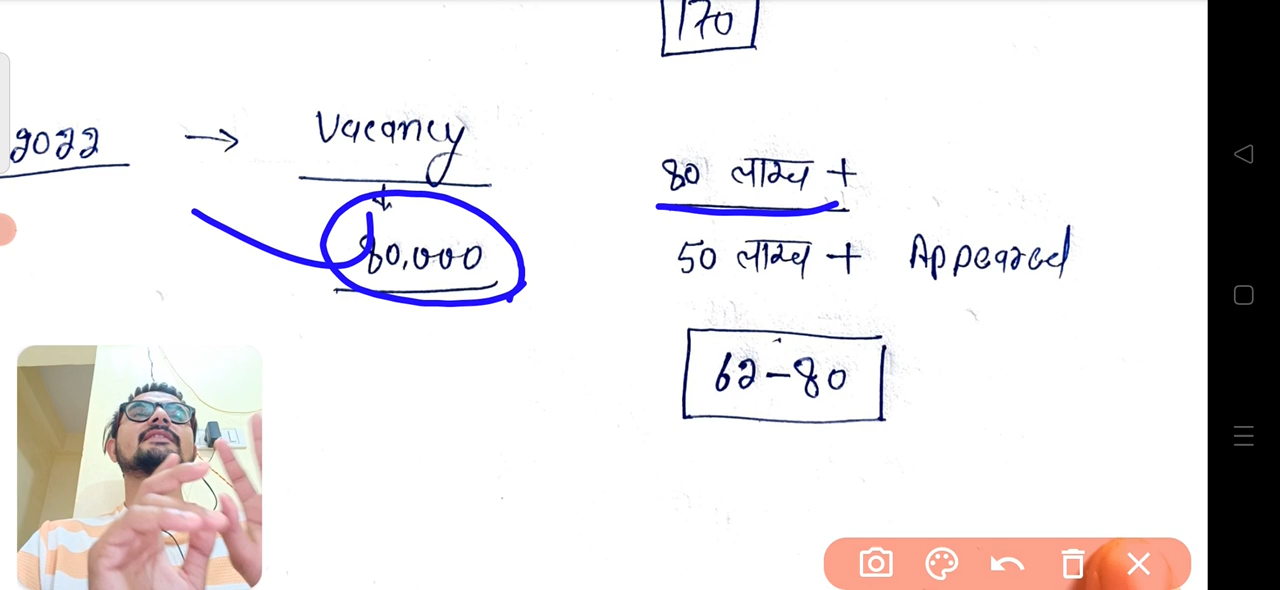 170
2022 → Vacancy
80 लाख +
80,000
50 लाख + Appeared
62-80